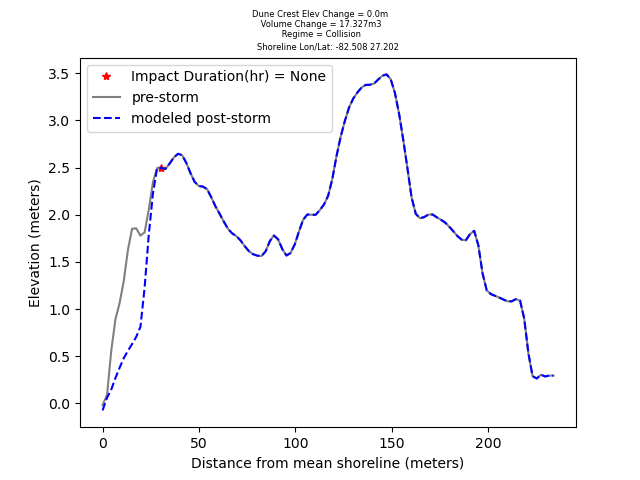 Dune Crest Elev Change = 0.0m
Volume Change = 17.327m3
Regime = Collision
Shoreline Lon/Lat: -82.508 27.202
Impact Duration(hr) = None
pre-storm
modeled post-storm
Elevation (meters)
3.5
3.0
2.5
2.0
1.5
1.0
0.5
0.0
0 50 100 150 200
Distance from mean shoreline (meters)